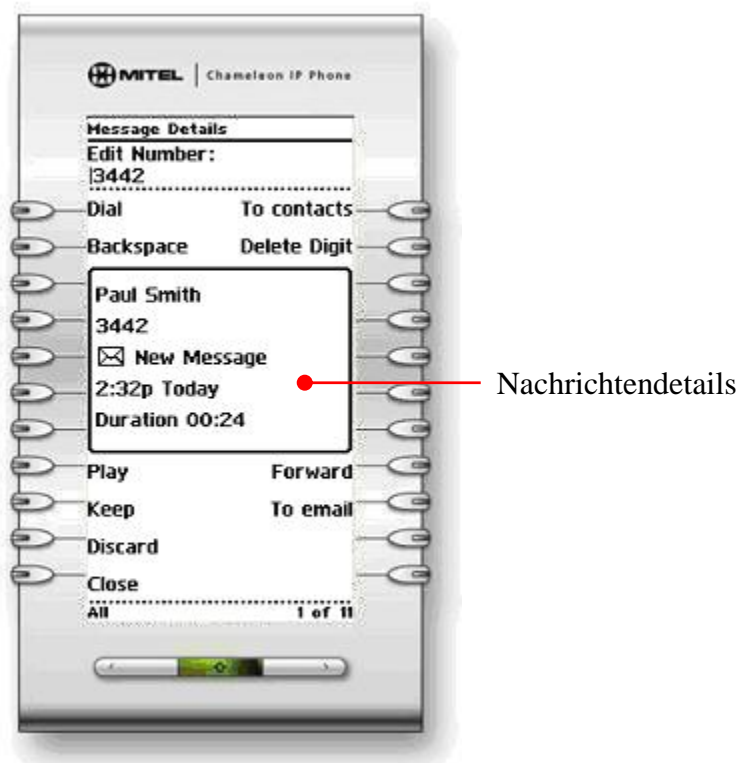 MITEL | Chameleon IP Phone
Message Details
Edit Number:
|3442
Dial To contacts
Backspace Delete Digit
Paul Smith
3442
New Message
2:32p Today
Duration 00:24
Nachrichtendetails
Play Forward
Keep To email
Discard
Close
All 1 of 11